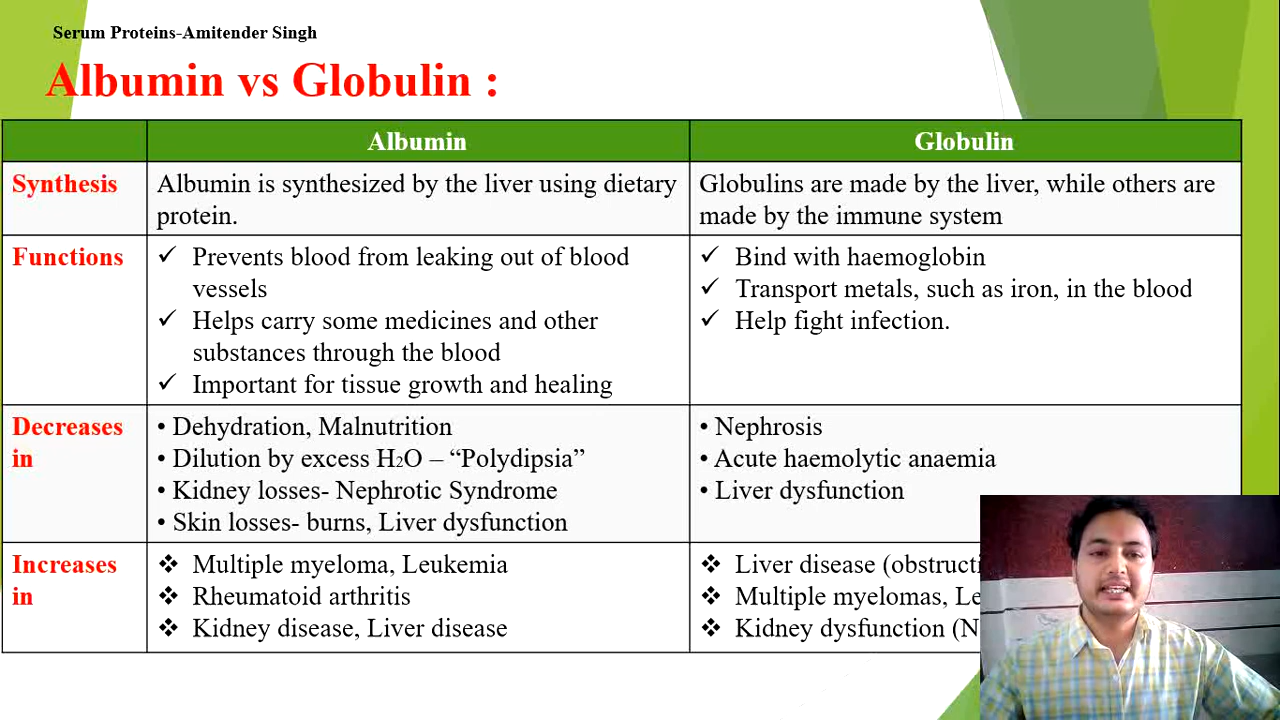 Serum Proteins-Amitender Singh
Albumin vs Globulin :
Albumin
Globulin
Synthesis
Albumin is synthesized by the liver using dietary
protein.
Globulins are made by the liver, while others are
made by the immune system
Functions
✓ Prevents blood from leaking out of blood
vessels
✓ Helps carry some medicines and other
substances through the blood
✓ Important for tissue growth and healing
✓ Bind with haemoglobin
✓ Transport metals, such as iron, in the blood
✓ Help fight infection.
Decreases
in
• Dehydration, Malnutrition
• Dilution by excess H2O – “Polydipsia”
• Kidney losses- Nephrotic Syndrome
• Skin losses- burns, Liver dysfunction
• Nephrosis
• Acute haemolytic anaemia
• Liver dysfunction
Increases
in
❖ Multiple myeloma, Leukemia
❖ Rheumatoid arthritis
❖ Kidney disease, Liver disease
❖ Liver disease
❖ Multiple myelomas,
❖ Kidney dysfunction